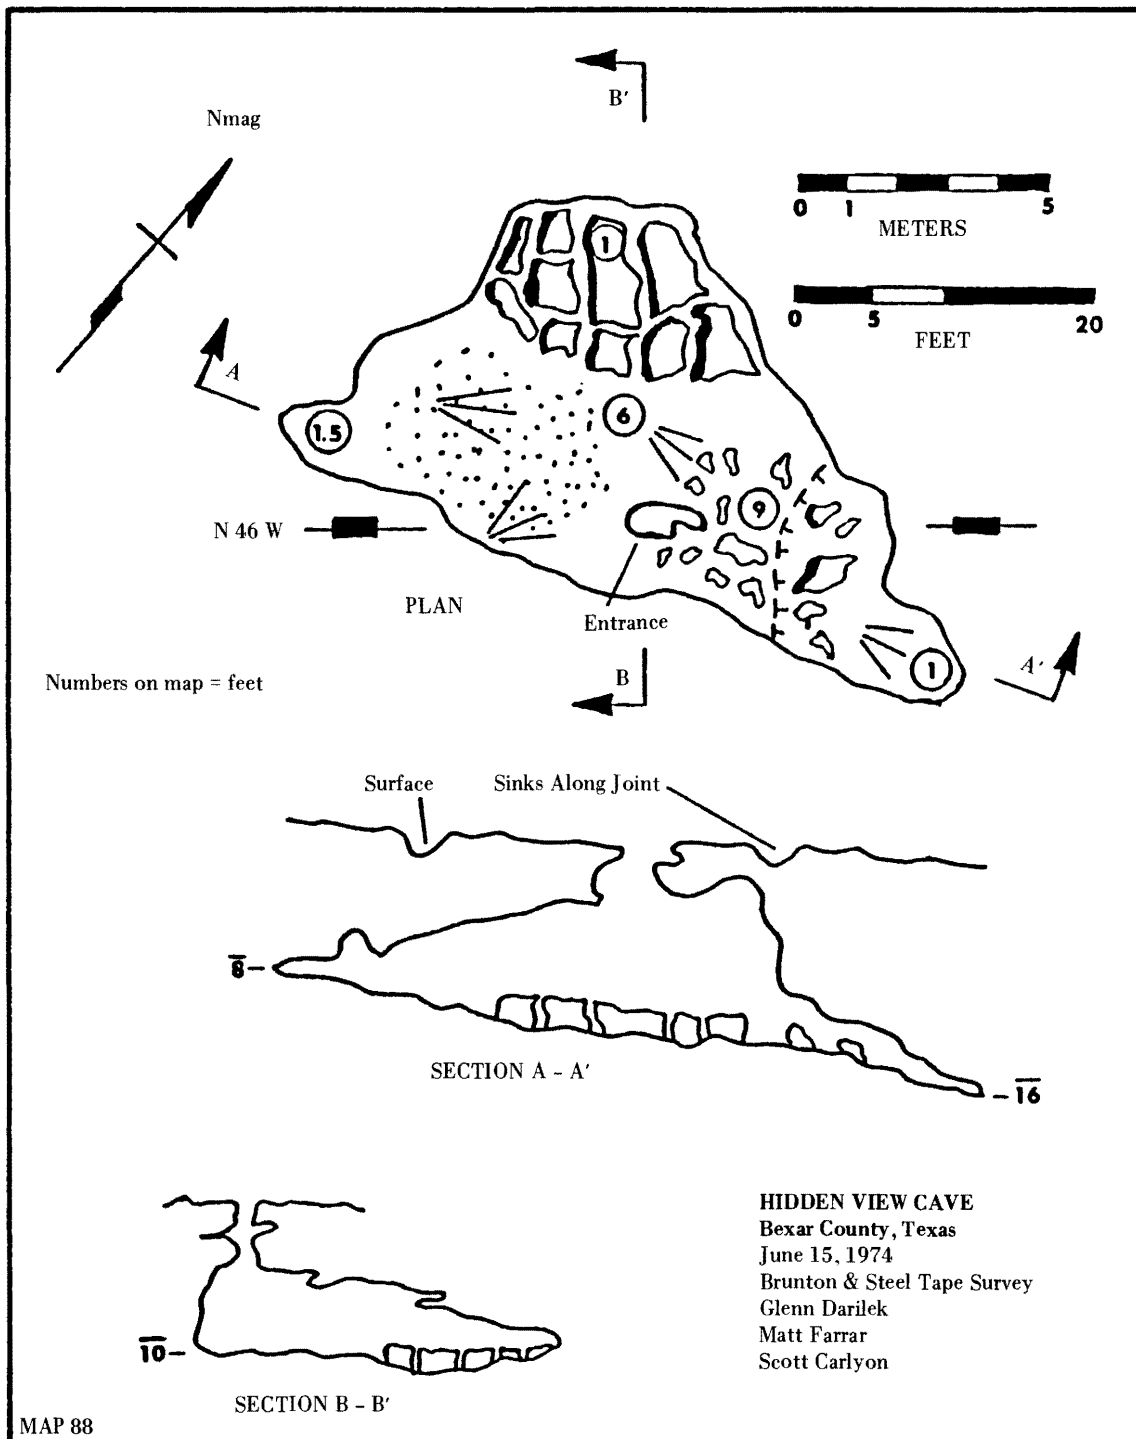 B'
Nmag
0 1 5
METERS
0 5 20
FEET
A
1
6
1.5
9
N 46 W
PLAN
Entrance
1
A'
B
Numbers on map = feet
Surface
Sinks Along Joint
8
SECTION A - A'
16
10
SECTION B - B'
HIDDEN VIEW CAVE
Bexar County, Texas
June 15, 1974
Brunton & Steel Tape Survey
Glenn Darilek
Matt Farrar
Scott Carlyon
MAP 88